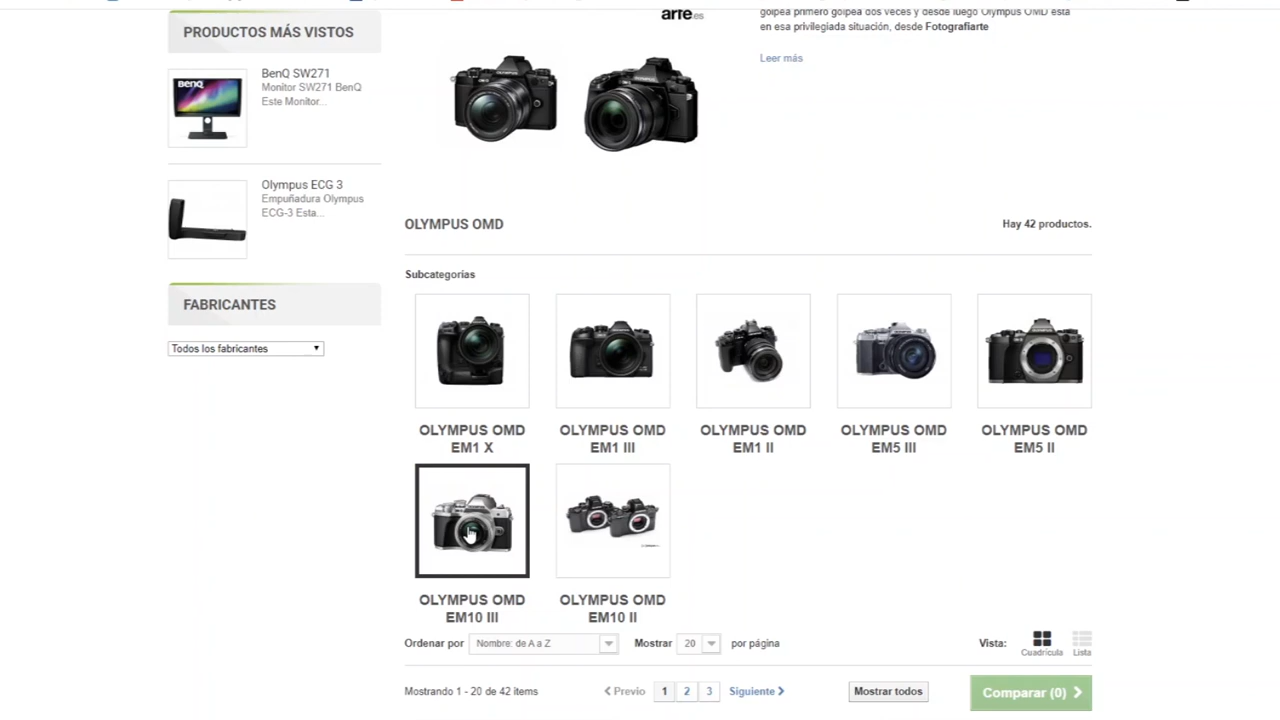 arte.es
golpea primero golpea dos veces y desde luego Olympus OMD está
en esa privilegiada situación, desde Fotografiarte
Leer más
PRODUCTOS MÁS VISTOS
BenQ
BenQ SW271
Monitor SW271 BenQ
Este Monitor...
Olympus ECG 3
Empuñadura Olympus
ECG-3 Esta...
FABRICANTES
Todos los fabricantes
OLYMPUS OMD
Hay 42 productos.
Subcategorias
OLYMPUS OMD
EM1 X
OLYMPUS OMD
EM1 III
OLYMPUS OMD
EM1 II
OLYMPUS OMD
EM5 III
OLYMPUS OMD
EM5 II
OLYMPUS OMD
EM10 III
OLYMPUS OMD
EM10 II
Ordenar por
Nombre: de A a Z
Mostrar
20
por página
Vista:
Cuadrícula
Lista
Mostrando 1 - 20 de 42 items
Previo
1
2
3
Siguiente
Mostrar todos
Comparar (0)